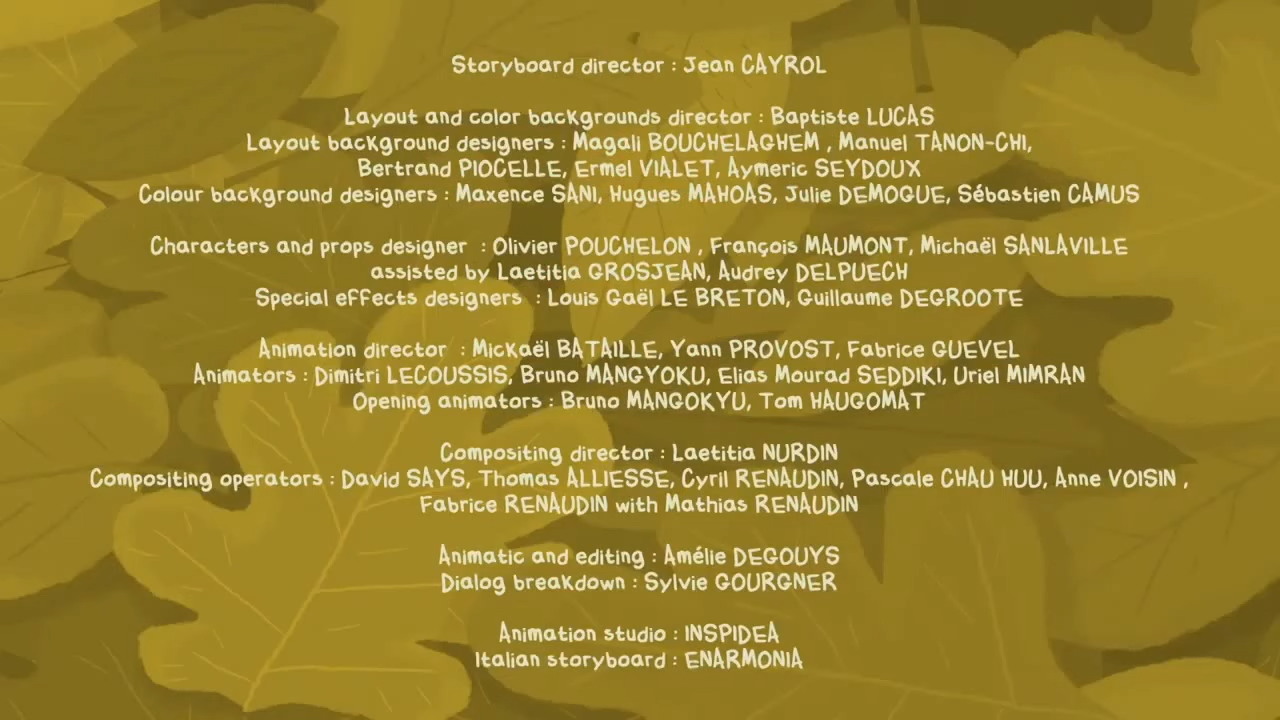 Storyboard director : Jean CAYROL
Layout and color backgrounds director : Baptiste LUCAS
Layout background designers : Magali BOUCHELAGHEM , Manuel TANON-CHI,
Bertrand PIOCELLE, Ermel VIALET, Aymeric SEYDOUX
Colour background designers : Maxence SANI, Hugues MAHOAS, Julie DEMOGUE, Sébastien CAMUS
Characters and props designer : Olivier POUCHELON , François MAUMONT, Michaël SANLAVILLE
assisted by Laetitia GROSJEAN, Audrey DELPUECH
Special effects designers : Louis Gaël LE BRETON, Guillaume DEGROOTE
Animation director : Mickaël BATAILLE, Yann PROVOST, Fabrice GUEVEL
Animators : Dimitri LECOUSSIS, Bruno MANGYOKU, Elias Mourad SEDDIKI, Uriel MIMRAN
Opening animators : Bruno MANGOKYU, Tom HAUGOMAT
Compositing director : Laetitia NURDIN
Compositing operators : David SAYS, Thomas ALLIESSE, Cyril RENAUDIN, Pascale CHAU HUU, Anne VOISIN ,
Fabrice RENAUDIN with Mathias RENAUDIN
Animatic and editing : Amélie DEGOUYS
Dialog breakdown : Sylvie GOURGNER
Animation studio : INSPIDEA
Italian storyboard : ENARMONIA